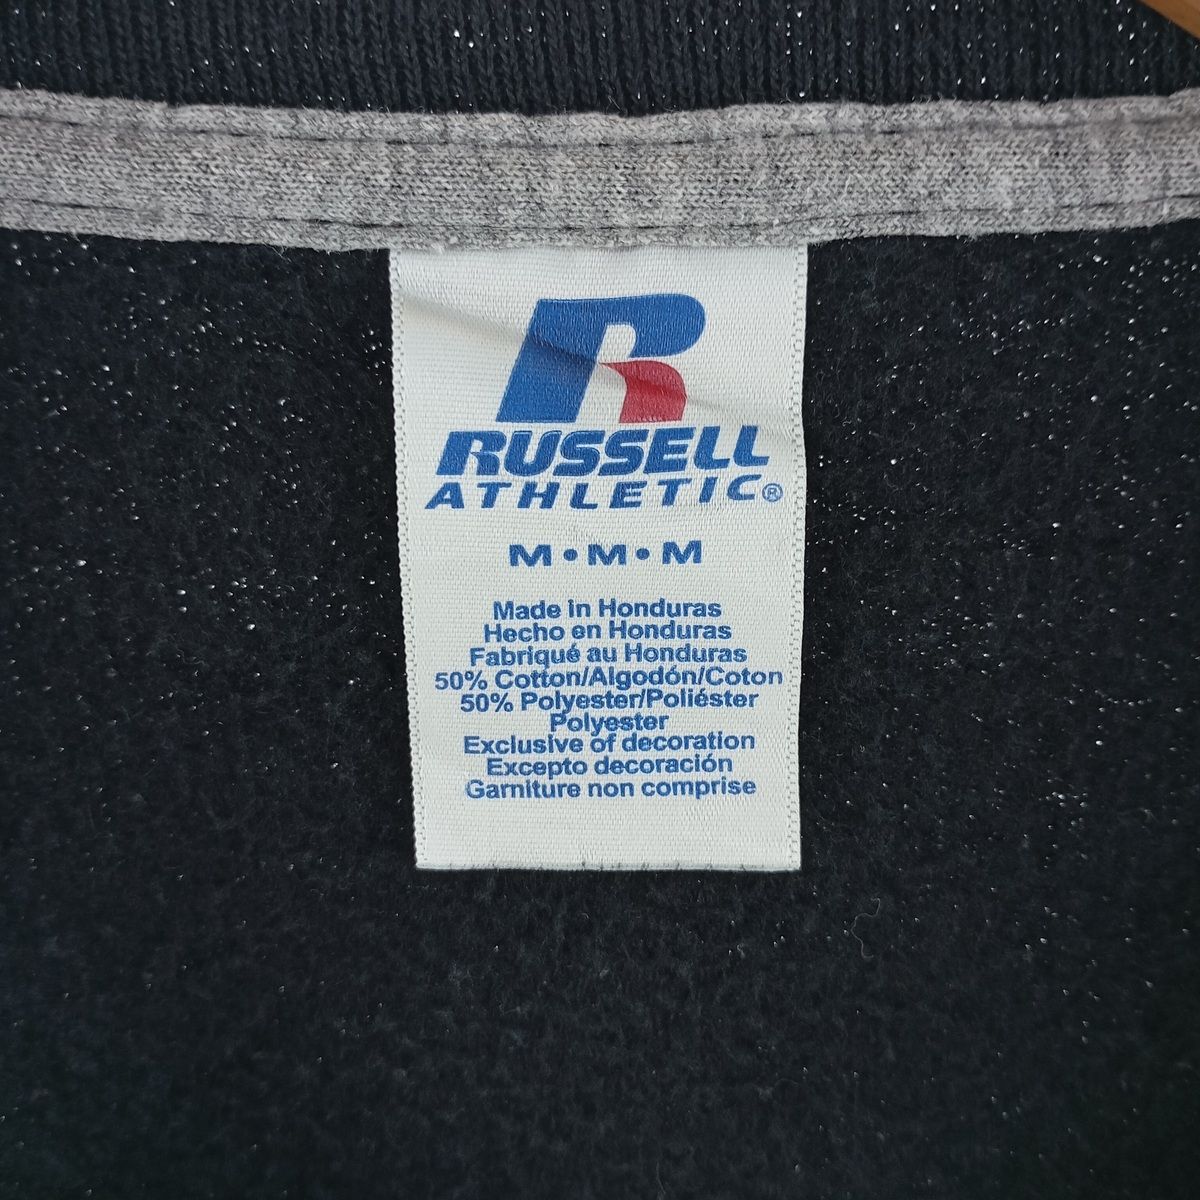 R
RUSSELL
ATHLETIC®
M•M•M
Made in Honduras
Hecho en Honduras
Fabriqué au Honduras
50% Cotton/Algodón/Coton
50% Polyester/Poliéster
Polyester
Exclusive of decoration
Excepto decoración
Garniture non comprise